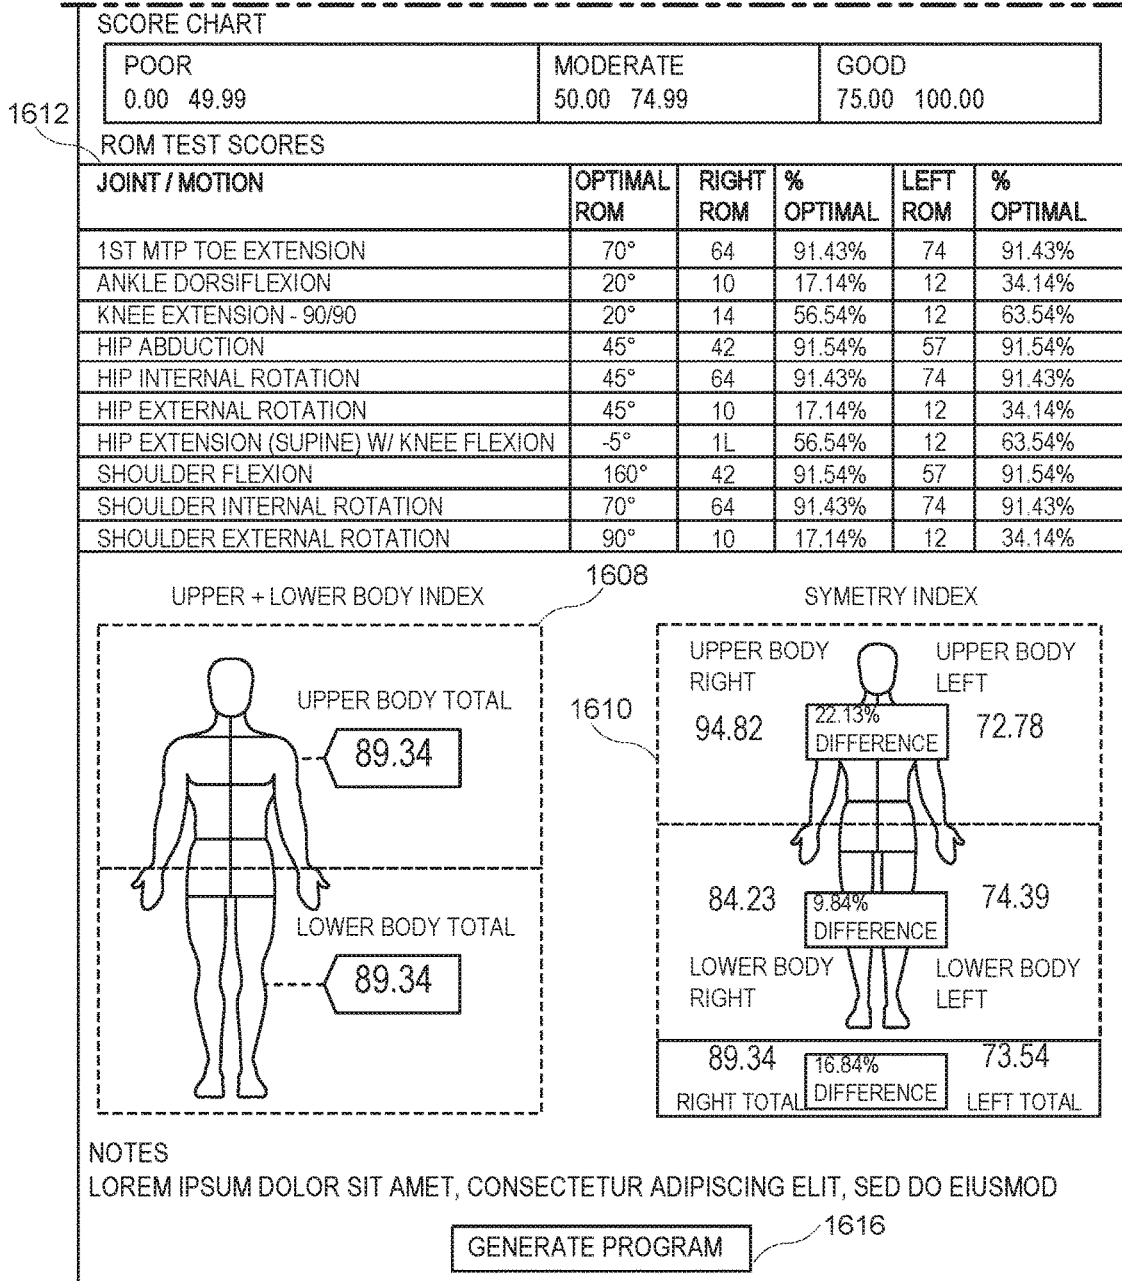 SCORE CHART
POOR MODERATE GOOD
0.00 49.99 50.00 74.99 75.00 100.00
1612
ROM TEST SCORES
JOINT / MOTION OPTIMAL ROM RIGHT ROM % OPTIMAL LEFT ROM % OPTIMAL
1ST MTP TOE EXTENSION 70° 64 91.43% 74 91.43%
ANKLE DORSIFLEXION 20° 10 17.14% 12 34.14%
KNEE EXTENSION - 90/90 20° 14 56.54% 12 63.54%
HIP ABDUCTION 45° 42 91.54% 57 91.54%
HIP INTERNAL ROTATION 45° 64 91.43% 74 91.43%
HIP EXTERNAL ROTATION 45° 10 17.14% 12 34.14%
HIP EXTENSION (SUPINE) W/ KNEE FLEXION -5° 1L 56.54% 12 63.54%
SHOULDER FLEXION 160° 42 91.54% 57 91.54%
SHOULDER INTERNAL ROTATION 70° 64 91.43% 74 91.43%
SHOULDER EXTERNAL ROTATION 90° 10 17.14% 12 34.14%
1608
UPPER + LOWER BODY INDEX
UPPER BODY TOTAL
89.34
LOWER BODY TOTAL
89.34
SYMETRY INDEX
1610
UPPER BODY RIGHT
94.82
22.13% DIFFERENCE
UPPER BODY LEFT
72.78
84.23
9.84% DIFFERENCE
74.39
LOWER BODY RIGHT
LOWER BODY LEFT
89.34
16.84% DIFFERENCE
73.54
RIGHT TOTAL
LEFT TOTAL
NOTES
LOREM IPSUM DOLOR SIT AMET, CONSECTETUR ADIPISCING ELIT, SED DO EIUSMOD
1616
GENERATE PROGRAM